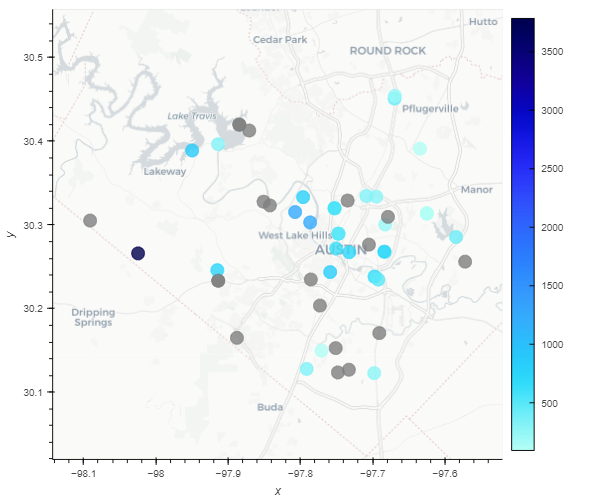 Hutto
Cedar Park
ROUND ROCK
30.5
3500
Lake Travis
Pflugerville
3000
30.4
Lakeway
2500
Manor
30.3
y
West Lake Hills
AUSTIN
2000
1500
30.2
Dripping
Springs
1000
30.1
Buda
500
−98.1 −98 −97.9 −97.8 −97.7 −97.6
x